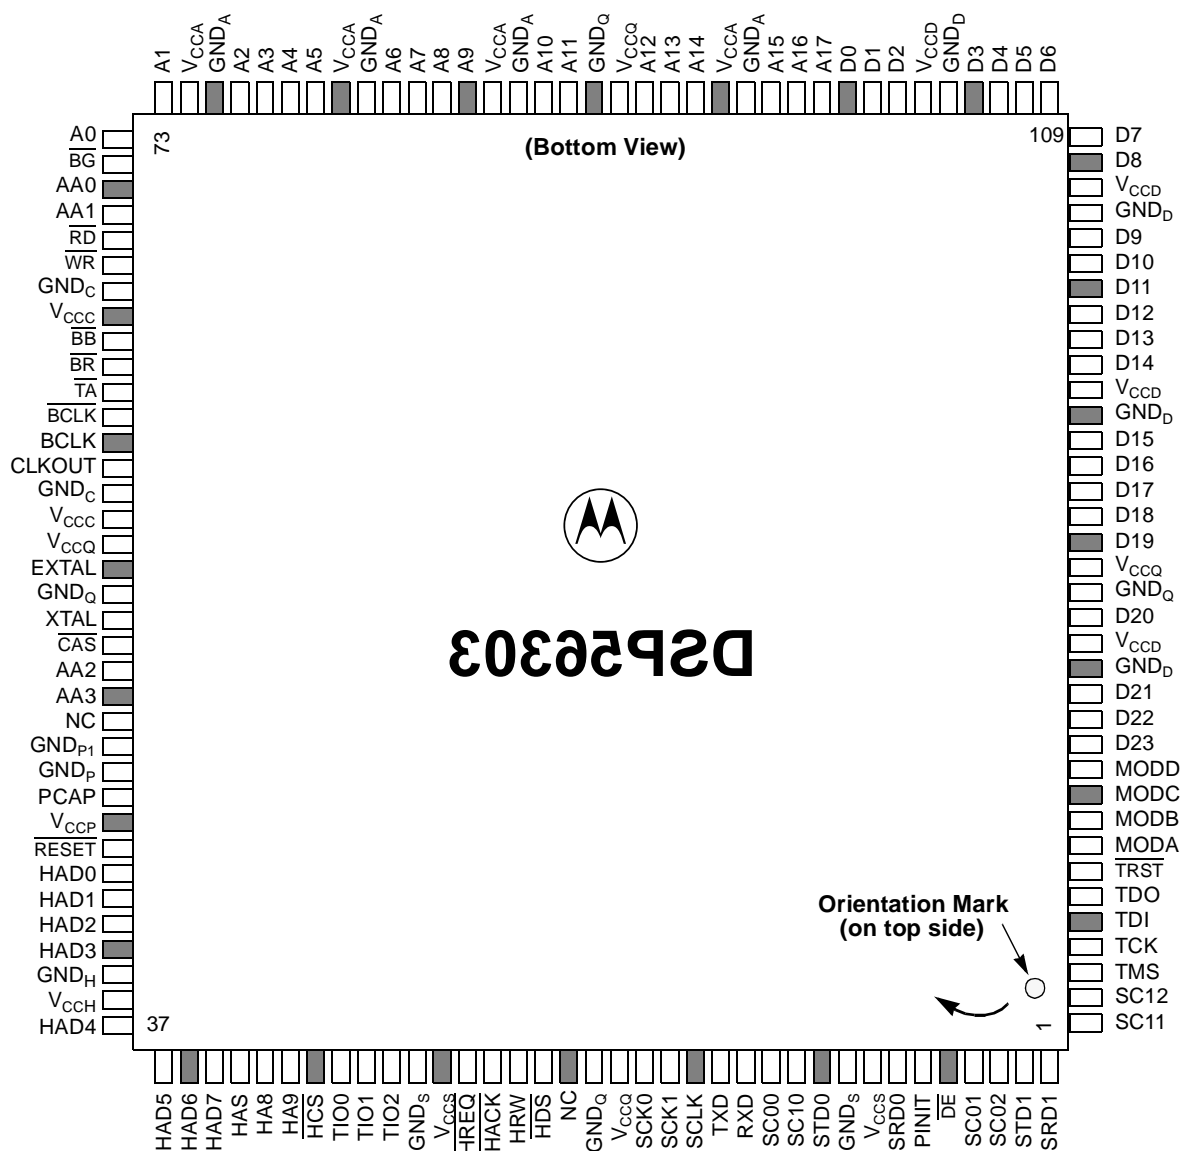 A1
VCCA
GNDA
A2
A3
A4
A5
VCCA
GNDA
A6
A7
A8
A9
VCCA
GNDA
A10
A11
GNDQ
VCCQ
A12
A13
A14
VCCA
GNDA
A15
A16
A17
D0
D1
D2
VCCD
GNDD
D3
D4
D5
D6
73
(Bottom View)
109
A0
BG
AA0
AA1
RD
WR
GNDC
VCCC
BB
BR
TA
BCLK
BCLK
CLKOUT
GNDC
VCCC
VCCQ
EXTAL
GNDQ
XTAL
CAS
AA2
AA3
NC
GNDP1
GNDP
PCAP
VCCP
RESET
HAD0
HAD1
HAD2
HAD3
GNDH
VCCH
HAD4
DSP56303
Orientation Mark
(on top side)
D7
D8
VCCD
GNDD
D9
D10
D11
D12
D13
D14
VCCD
GNDD
D15
D16
D17
D18
D19
VCCQ
GNDQ
D20
VCCD
GNDD
D21
D22
D23
MODD
MODC
MODB
MODA
TRST
TDO
TDI
TCK
TMS
SC12
SC11
37
1
HAD5
HAD6
HAD7
HAS
HA8
HA9
HCS
TIO0
TIO1
TIO2
GNDS
VCCS
HREQ
HACK
HRW
HDS
NC
GNDQ
VCCQ
SCK0
SCK1
SCLK
TXD
RXD
SC00
SC10
STD0
GNDS
VCCS
SRD0
PINIT
DE
SC01
SC02
STD1
SRD1